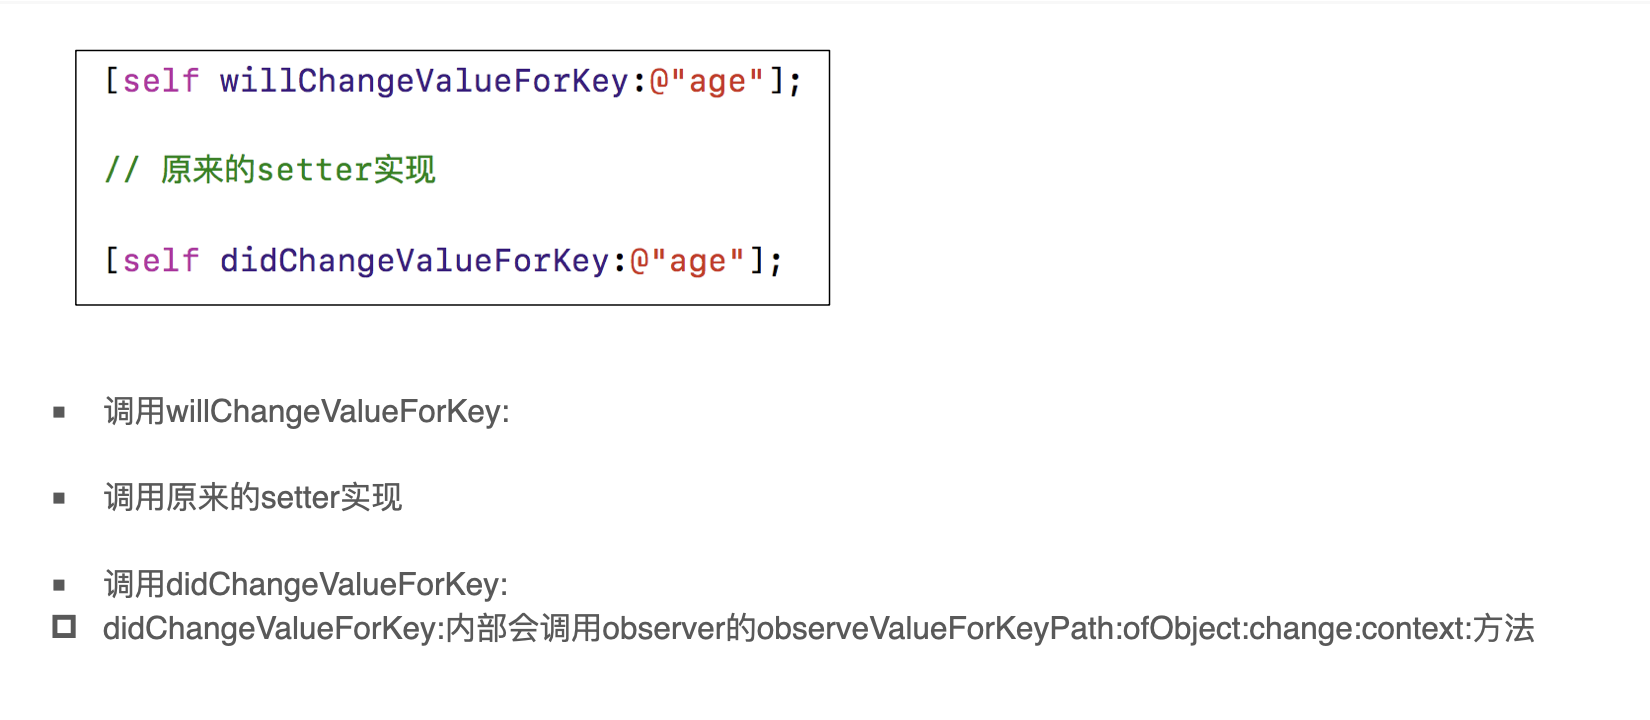 [self willChangeValueForKey:@"age"];
// 原来的setter实现
[self didChangeValueForKey:@"age"];
▪ 调用willChangeValueForKey:
▪ 调用原来的setter实现
▪ 调用didChangeValueForKey:
□ didChangeValueForKey:内部会调用observer的observeValueForKeyPath:ofObject:change:context:方法